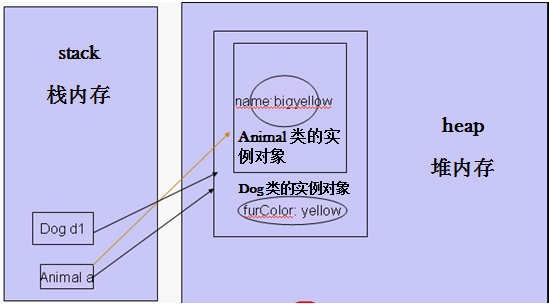 stack
栈内存
Dog d1
Animal a
name:bigyellow
Animal 类的实
例对象
Dog类的实例对象
furColor: yellow
heap
堆内存